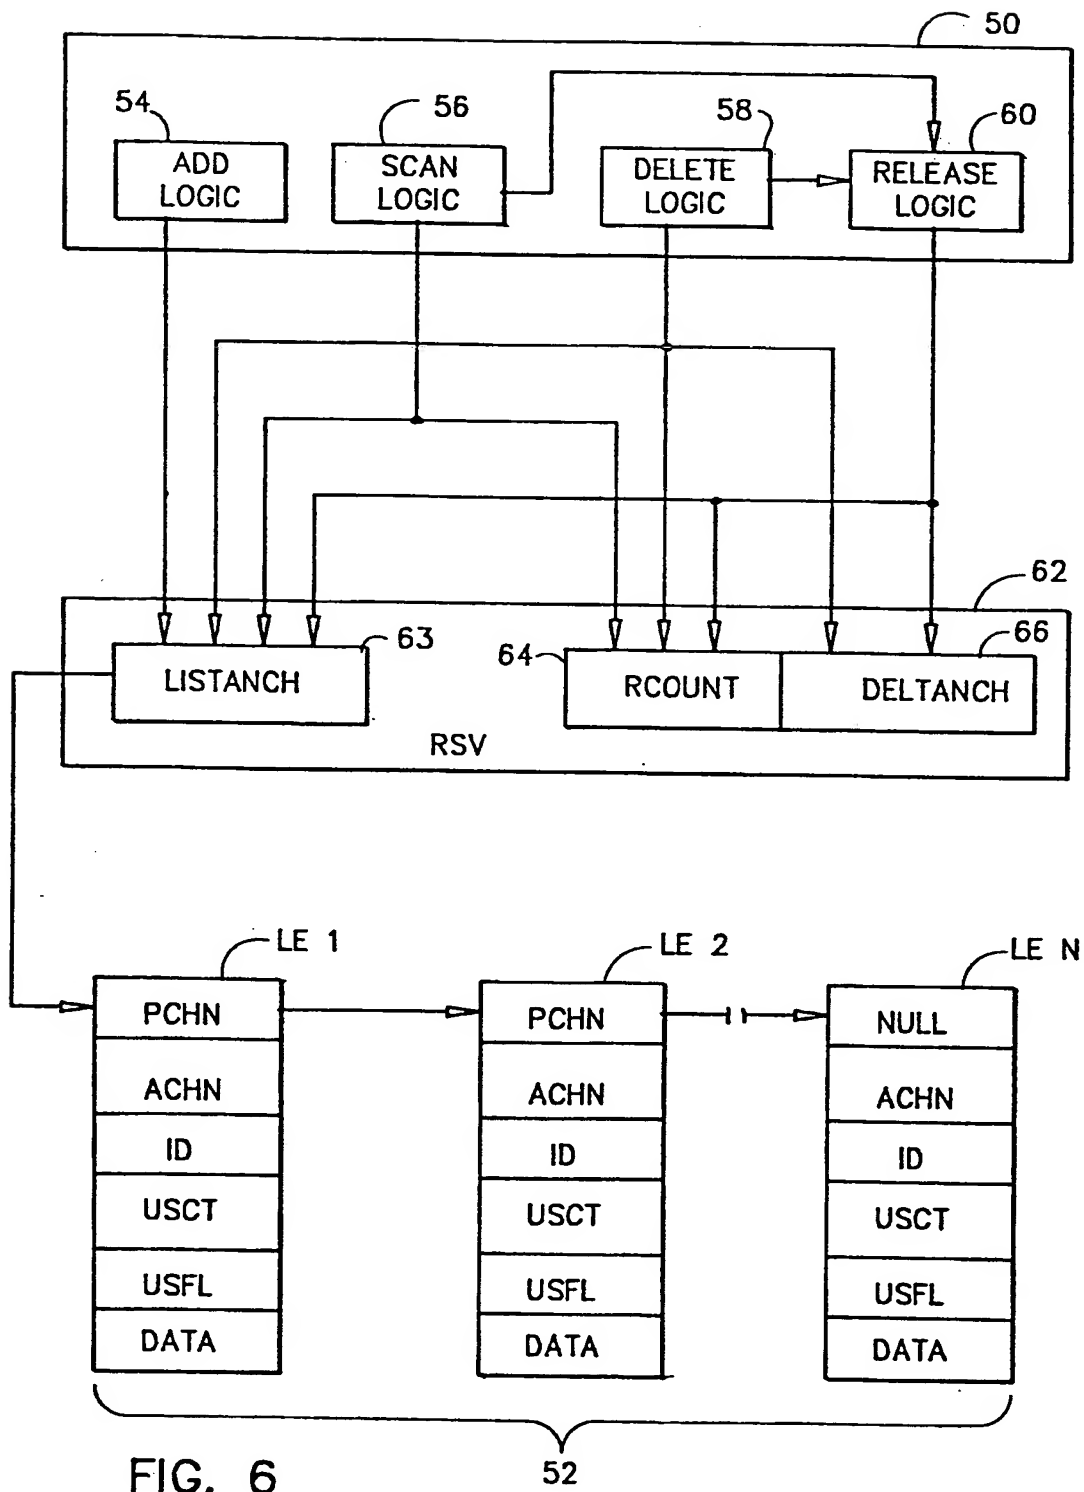 50
54
56
58
60
ADD
LOGIC
SCAN
LOGIC
DELETE
LOGIC
RELEASE
LOGIC
62
63
64
66
LISTANCH
RCOUNT
DELTANCH
RSV
LE 1
LE 2
LE N
PCHN
ACHN
ID
USCT
USFL
DATA
PCHN
ACHN
ID
USCT
USFL
DATA
NULL
ACHN
ID
USCT
USFL
DATA
52
FIG. 6